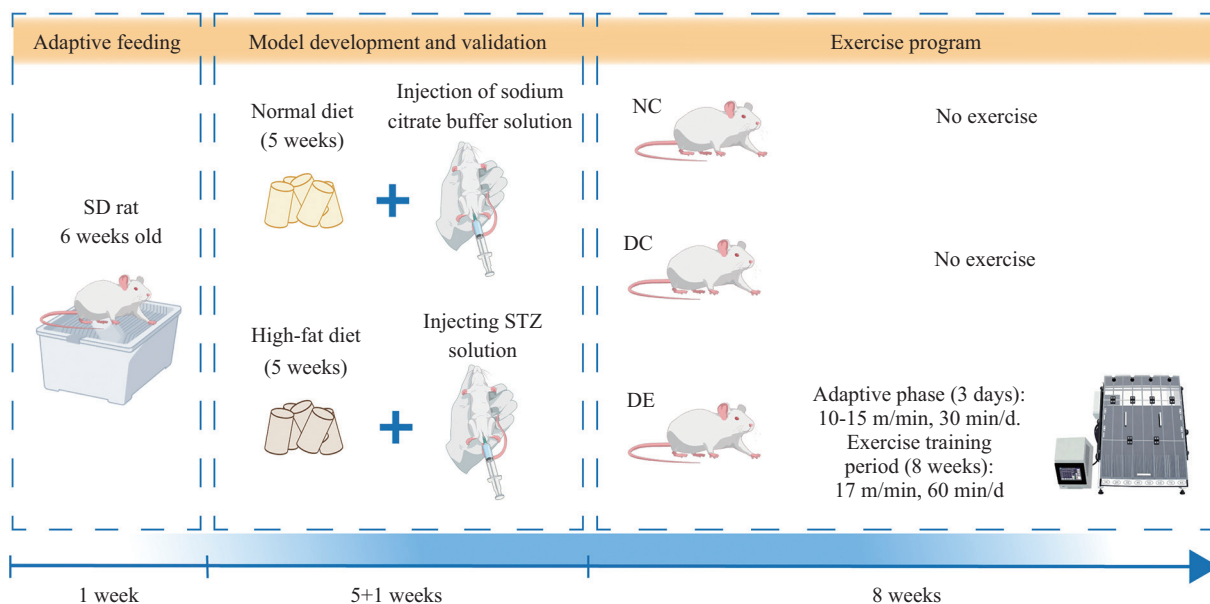 Adaptive feeding
Model development and validation
Exercise program
SD rat
6 weeks old
Normal diet
(5 weeks)
Injection of sodium
citrate buffer solution
High-fat diet
(5 weeks)
Injecting STZ
solution
NC
No exercise
DC
No exercise
DE
Adaptive phase (3 days):
10-15 m/min, 30 min/d.
Exercise training
period (8 weeks):
17 m/min, 60 min/d
1 week
5+1 weeks
8 weeks